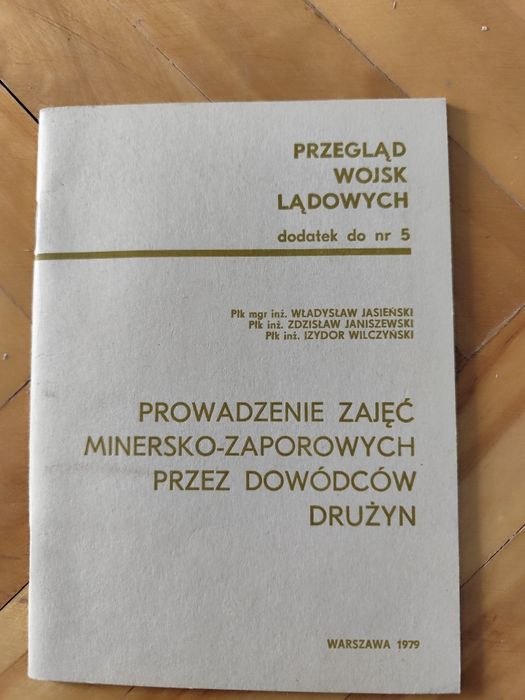 PRZEGLĄD
WOJSK
LĄDOWYCH
dodatek do nr 5
Płk mgr inż. WŁADYSŁAW JASIEŃSKI
Płk inż. ZDZISŁAW JANISZEWSKI
Płk inż. IZYDOR WILCZYŃSKI
PROWADZENIE ZAJĘĆ
MINERSKO-ZAPOROWYCH
PRZEZ DOWÓDCÓW
DRUŻYN
WARSZAWA 1979